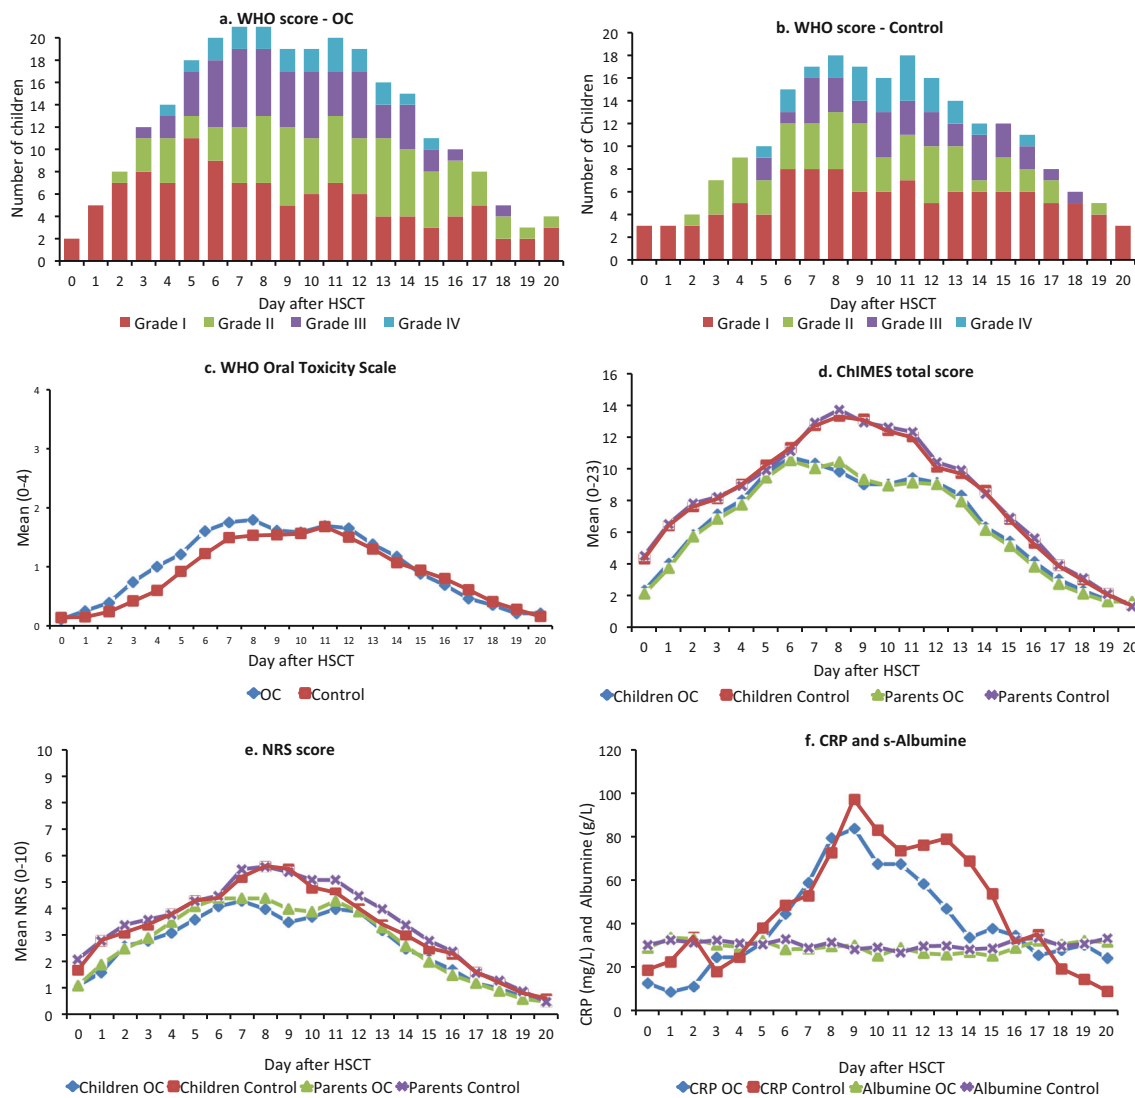 a. WHO score - OC
Number of children
20
18
16
14
12
10
8
6
4
2
0
0 1 2 3 4 5 6 7 8 9 10 11 12 13 14 15 16 17 18 19 20
Day after HSCT
Grade I Grade II Grade III Grade IV
b. WHO score - Control
Number of Children
20
18
16
14
12
10
8
6
4
2
0
0 1 2 3 4 5 6 7 8 9 10 11 12 13 14 15 16 17 18 19 20
Day after HSCT
Grade I Grade II Grade III Grade IV
c. WHO Oral Toxicity Scale
Mean (0-4)
4
3
2
1
0
0 1 2 3 4 5 6 7 8 9 10 11 12 13 14 15 16 17 18 19 20
Day after HSCT
OC Control
d. ChIMES total score
Mean (0-23)
16
14
12
10
8
6
4
2
0
0 1 2 3 4 5 6 7 8 9 10 11 12 13 14 15 16 17 18 19 20
Day after HSCT
Children OC Children Control Parents OC Parents Control
e. NRS score
Mean NRS (0-10)
10
9
8
7
6
5
4
3
2
1
0
0 1 2 3 4 5 6 7 8 9 10 11 12 13 14 15 16 17 18 19 20
Day after HSCT
Children OC Children Control Parents OC Parents Control
f. CRP and s-Albumine
CRP (mg/L) and Albumine (g/L)
120
100
80
60
40
20
0
0 1 2 3 4 5 6 7 8 9 10 11 12 13 14 15 16 17 18 19 20
Day after HSCT
CRP OC CRP Control Albumine OC Albumine Control